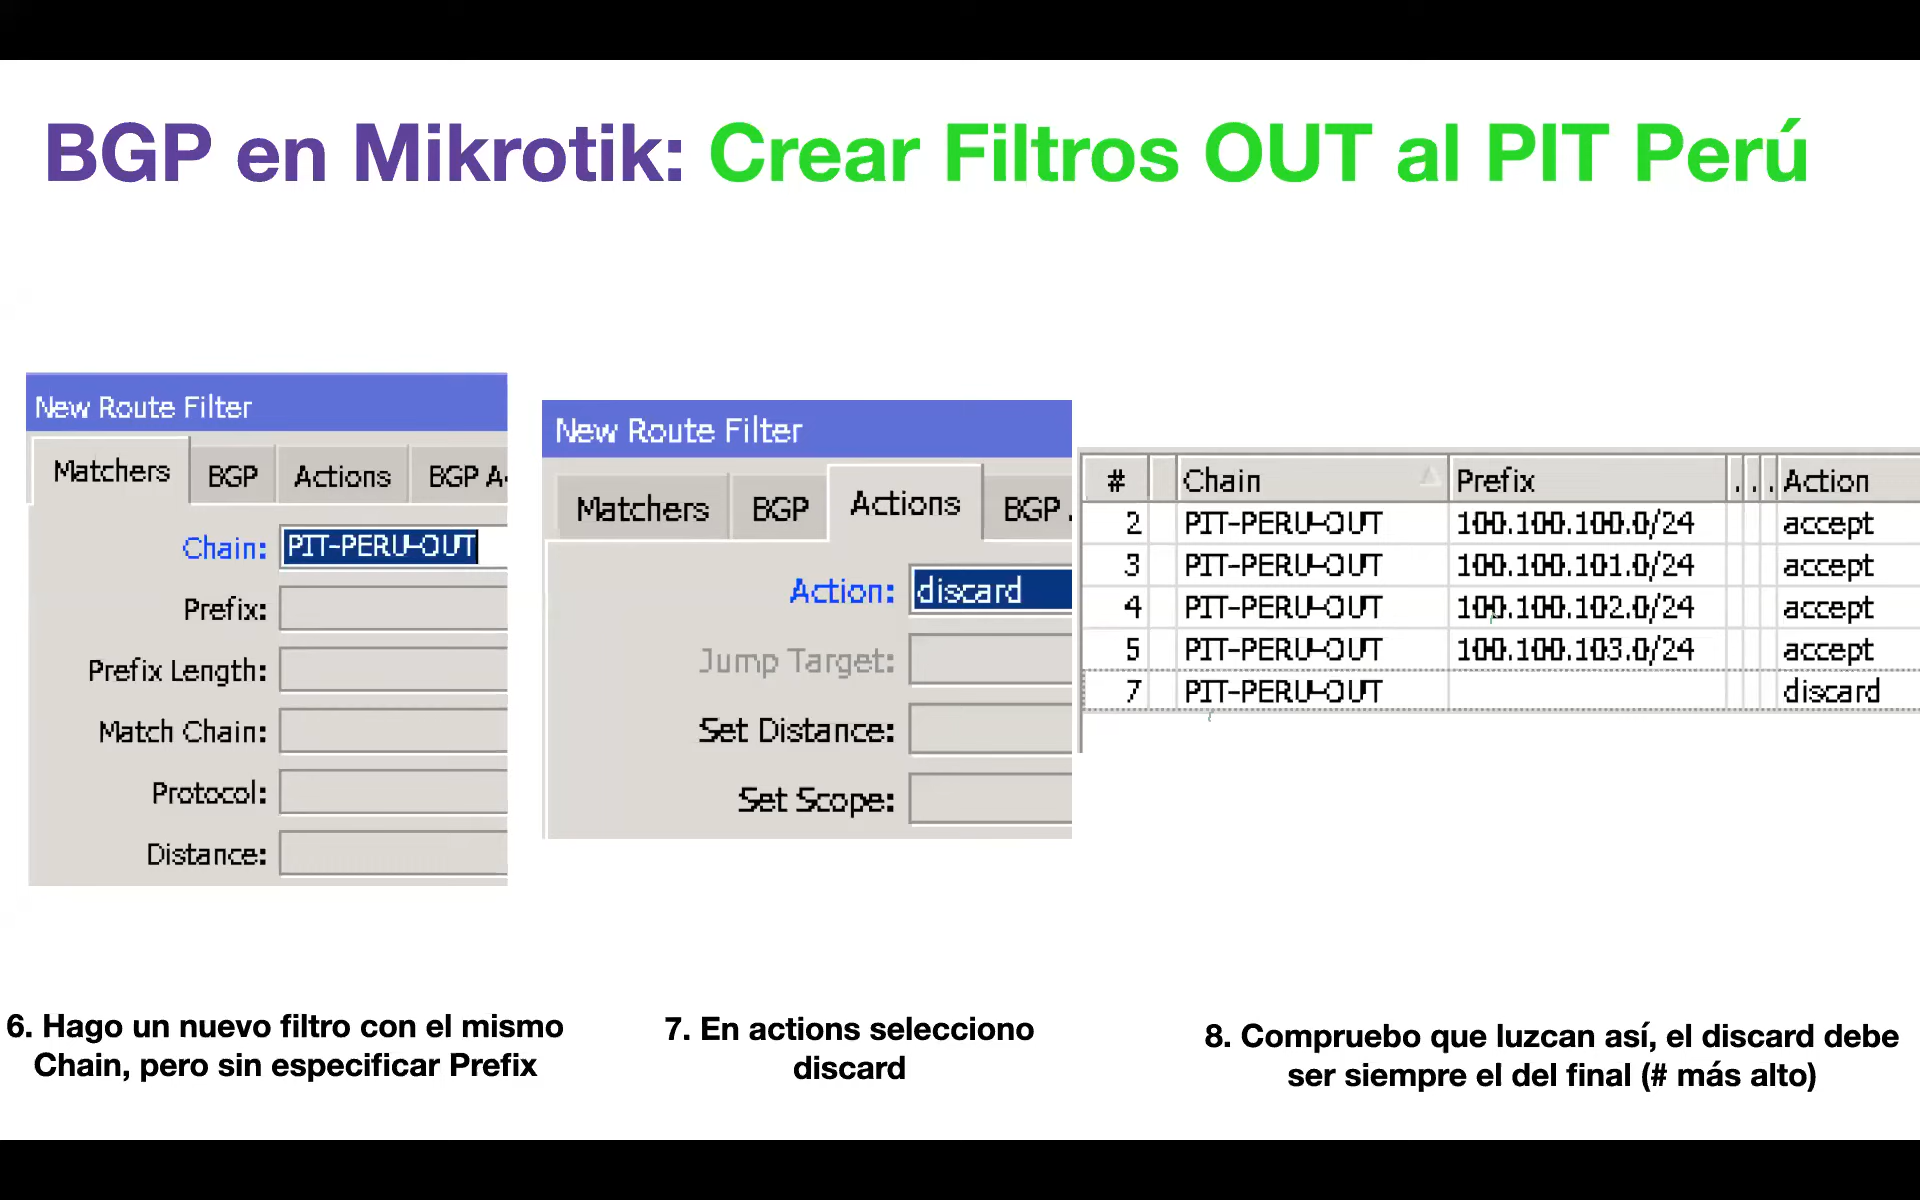 BGP en Mikrotik: Crear Filtros OUT al PIT Perú
New Route Filter
Matchers BGP Actions
Chain: PIT-PERU-OUT
Prefix:
Prefix Length:
Match Chain:
Protocol:
Distance:
New Route Filter
Matchers BGP Actions BGP
Action: discard
Jump Target:
Set Distance:
Set Scope:
# Chain Prefix . . . Action
2 PIT-PERU-OUT 100.100.100.0/24 accept
3 PIT-PERU-OUT 100.100.101.0/24 accept
4 PIT-PERU-OUT 100.100.102.0/24 accept
5 PIT-PERU-OUT 100.100.103.0/24 accept
7 PIT-PERU-OUT discard
6. Hago un nuevo filtro con el mismo
Chain, pero sin especificar Prefix
7. En actions selecciono
discard
8. Compruebo que luzcan así, el discard debe
ser siempre el del final (# más alto)